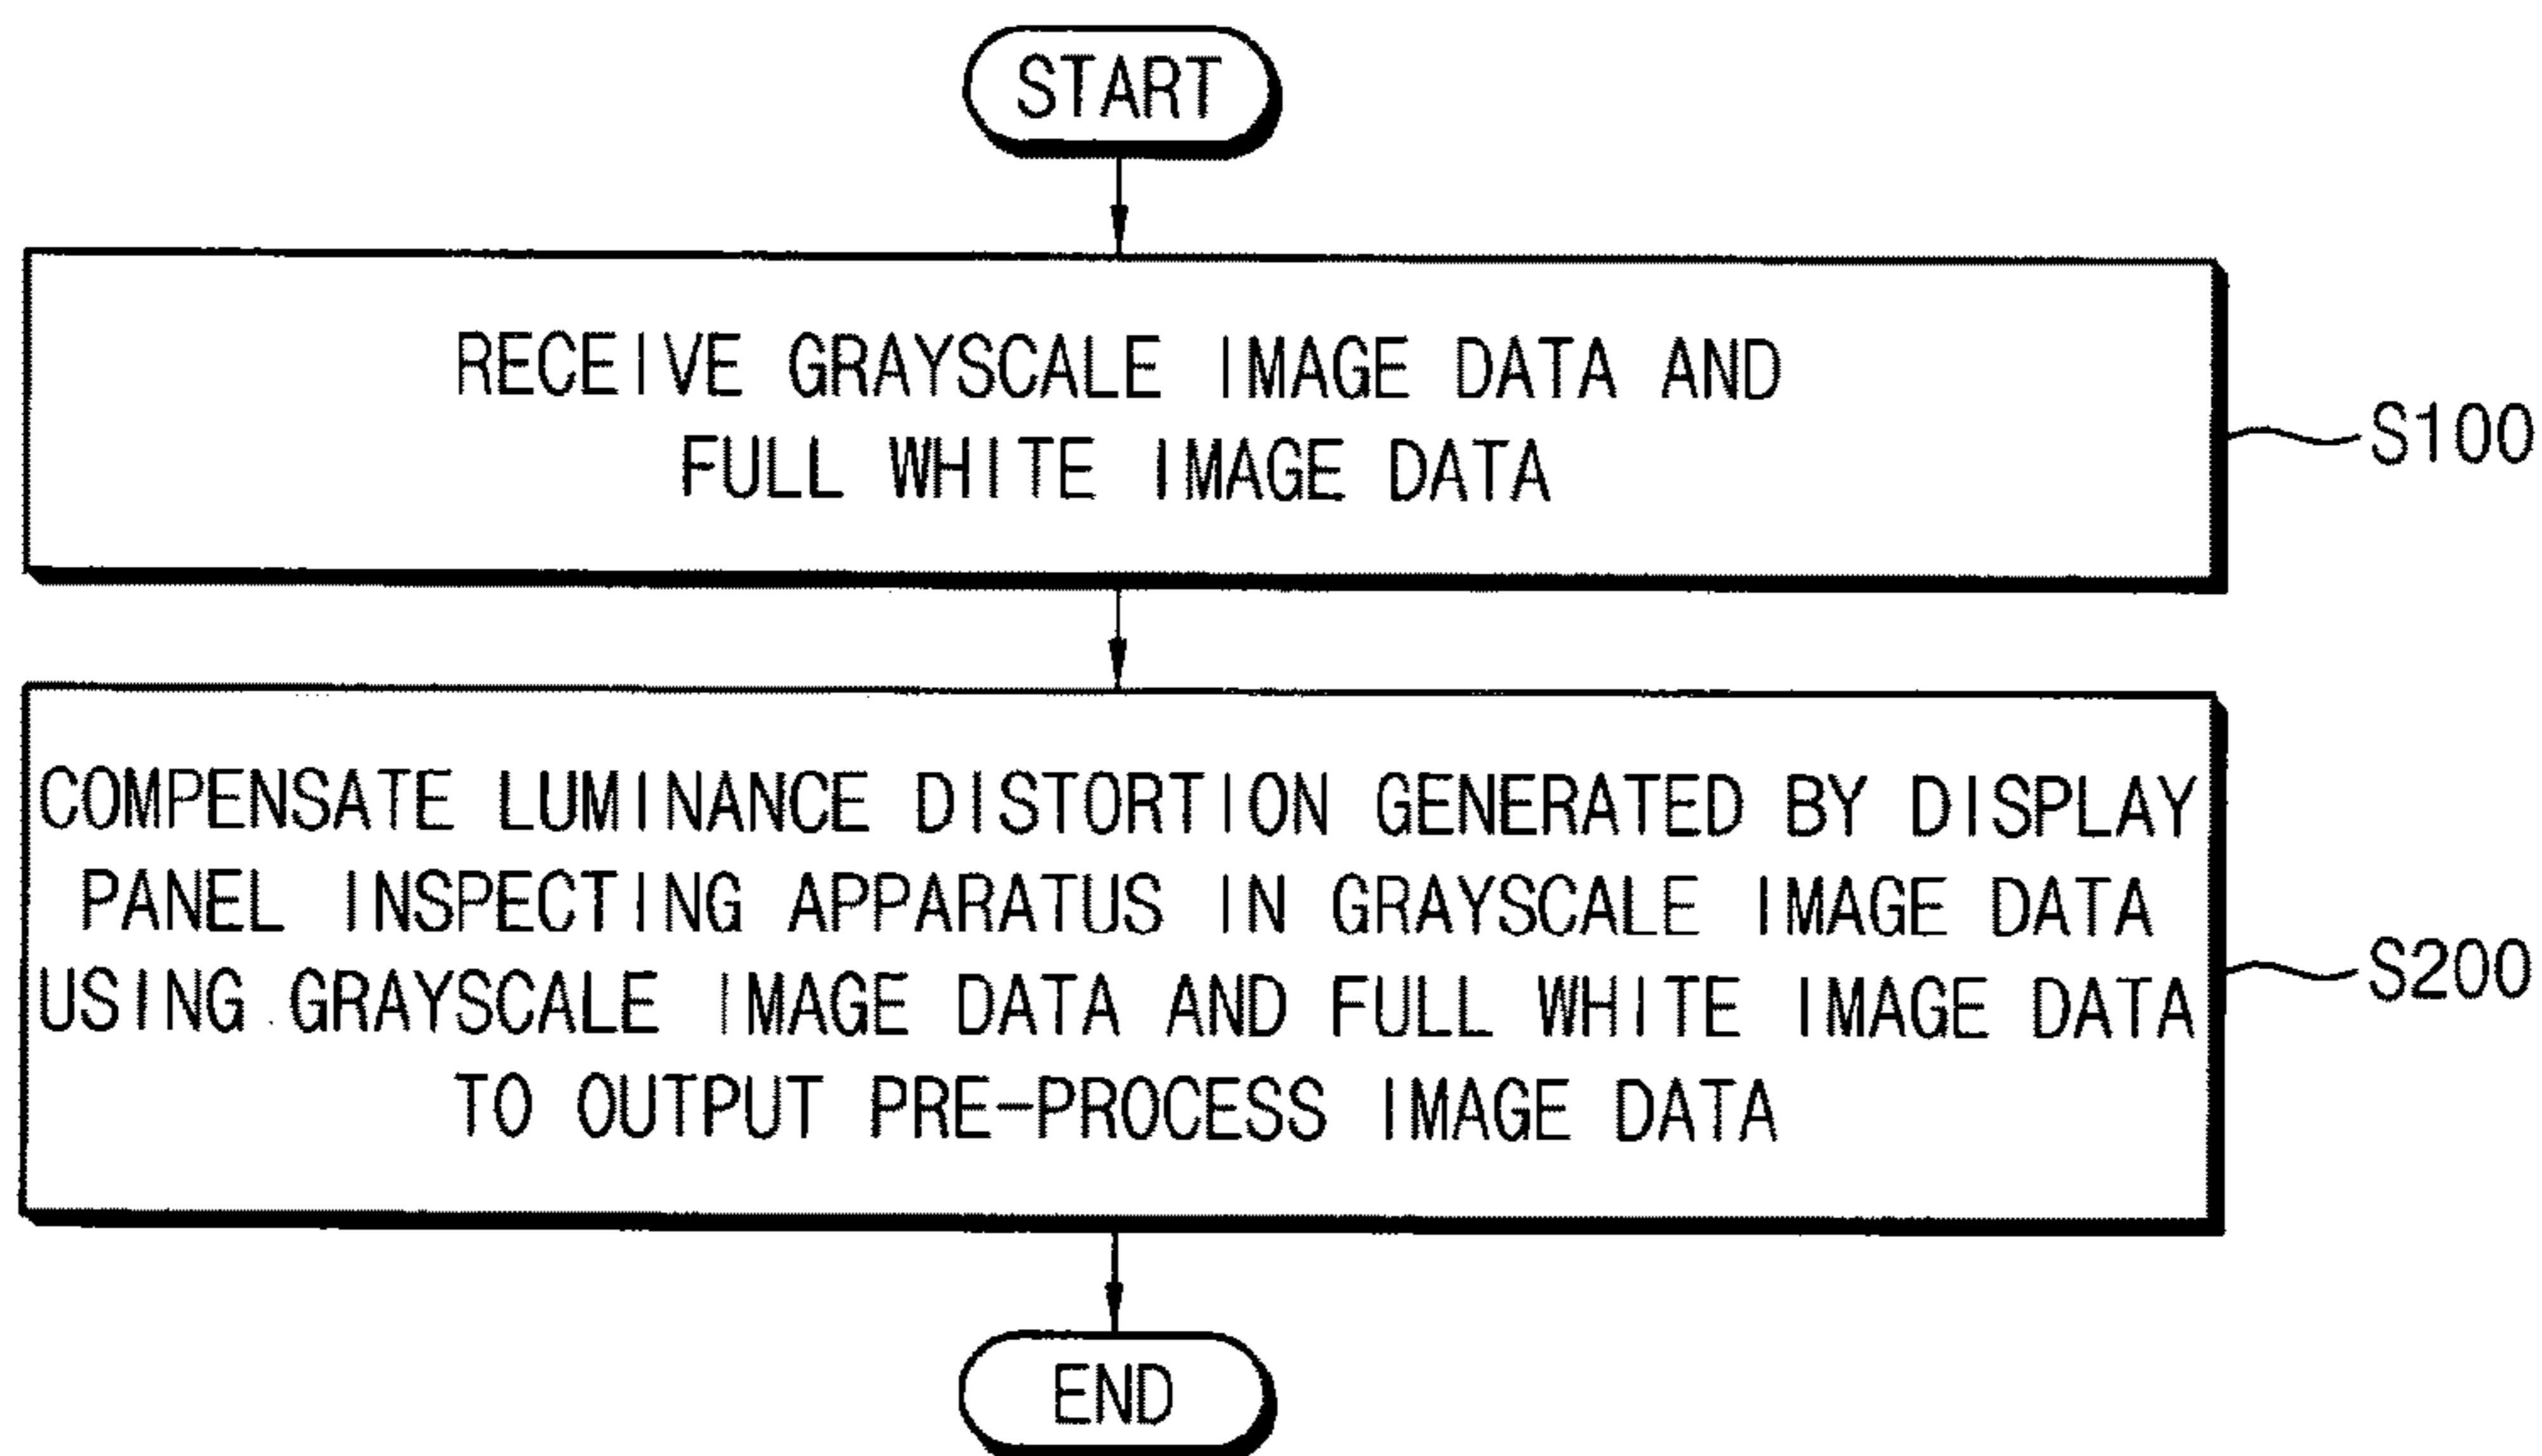 START
RECEIVE GRAYSCALE IMAGE DATA AND
FULL WHITE IMAGE DATA
S100
COMPENSATE LUMINANCE DISTORTION GENERATED BY DISPLAY
PANEL INSPECTING APPARATUS IN GRAYSCALE IMAGE DATA
USING GRAYSCALE IMAGE DATA AND FULL WHITE IMAGE DATA
TO OUTPUT PRE-PROCESS IMAGE DATA
S200
END